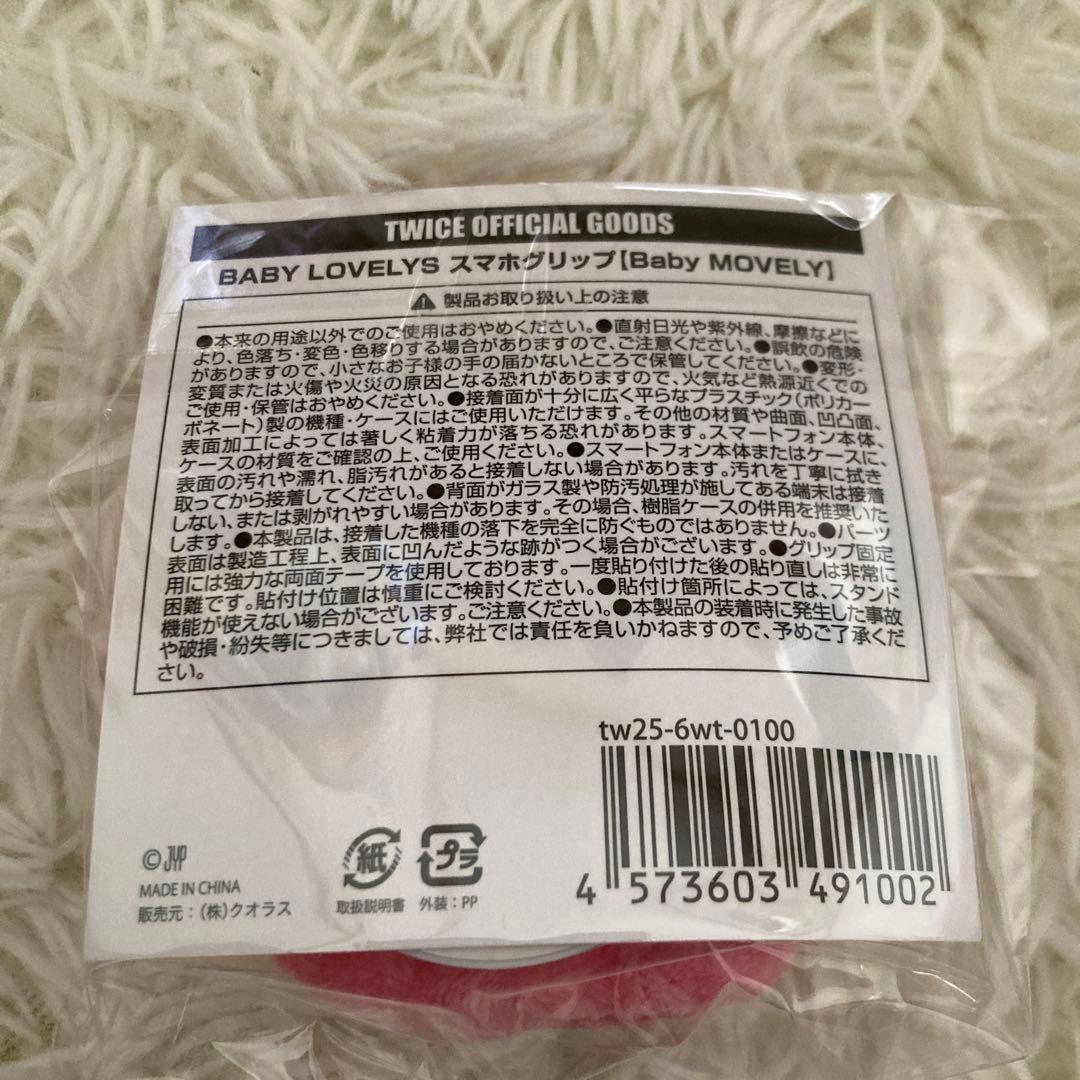 TWICE OFFICIAL GOODS
BABY LOVELYS スマホグリップ【Baby MOVELY】
製品お取り扱い上の注意
●本来の用途以外でのご使用はおやめください。●直射日光や紫外線、摩擦などに
より、色落ち・変色・色移りする場合がありますので、ご注意ください。●誤飲の危険
がありますので、小さなお子様の手の届かないところで保管してください。●変形・
変質または火傷や火災の原因となる恐れがありますので、火気など熱源近くでの
ご使用・保管はおやめください。●接着面が十分に広く平らなプラスチック（ポリカー
ボネート）製の機種・ケースにはご使用いただけます。その他の材質や曲面、凹凸面、
表面加工によっては著しく粘着力が落ちる恐れがあります。スマートフォン本体、
ケースの材質をご確認の上、ご使用ください。●スマートフォン本体またはケースに、
表面の汚れや濡れ、脂汚れがあると接着しない場合があります。汚れを丁寧に拭き
取ってから接着してください。●背面がガラス製や防汚処理が施してある端末は接着
しない、または剥がれやすい場合があります。その場合、樹脂ケースの併用を推奨いた
します。●本製品は、接着した機種の落下を完全に防ぐものではありません。●パーツ
表面は製造工程上、表面に凹んだような跡がつく場合がございます。●グリップ固定
用には強力な両面テープを使用しております。一度貼り付けた後の貼り直しは非常に
困難です。貼付け位置は慎重にご検討ください。●貼付け箇所によっては、スタンド
機能が使えない場合がございます。ご注意ください。●本製品の装着時に発生した事故
や破損・紛失等につきましては、弊社では責任を負いかねますので、予めご了承くだ
さい。
tw25-6wt-0100
4 573603 491002
©JYP
MADE IN CHINA
販売元：（株）クオラス
紙
取扱説明書
プラ
外装：PP